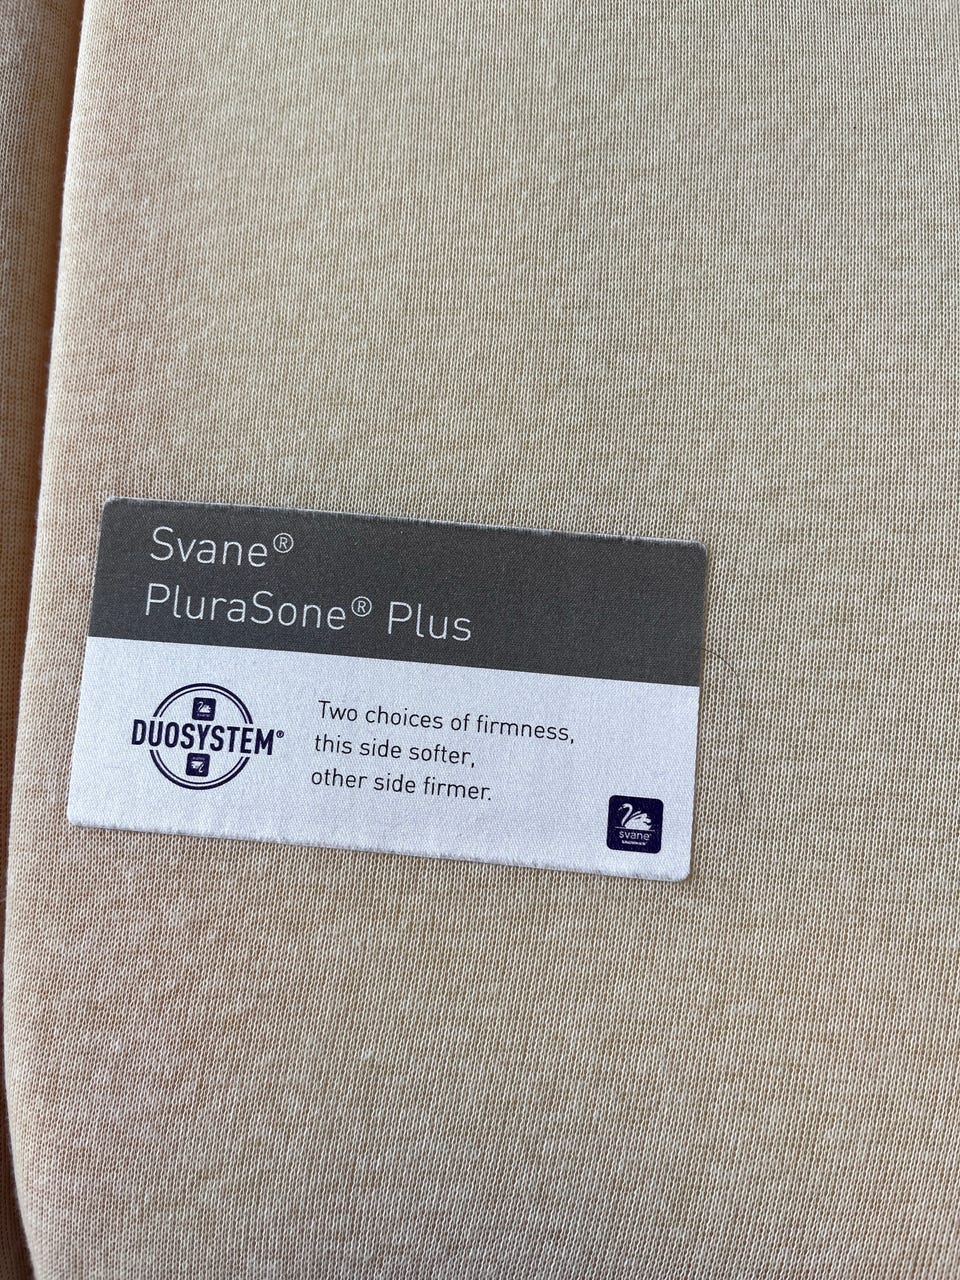 Svane®
PluraSone® Plus
DUOSYSTEM®
Two choices of firmness,
this side softer,
other side firmer.
svane®